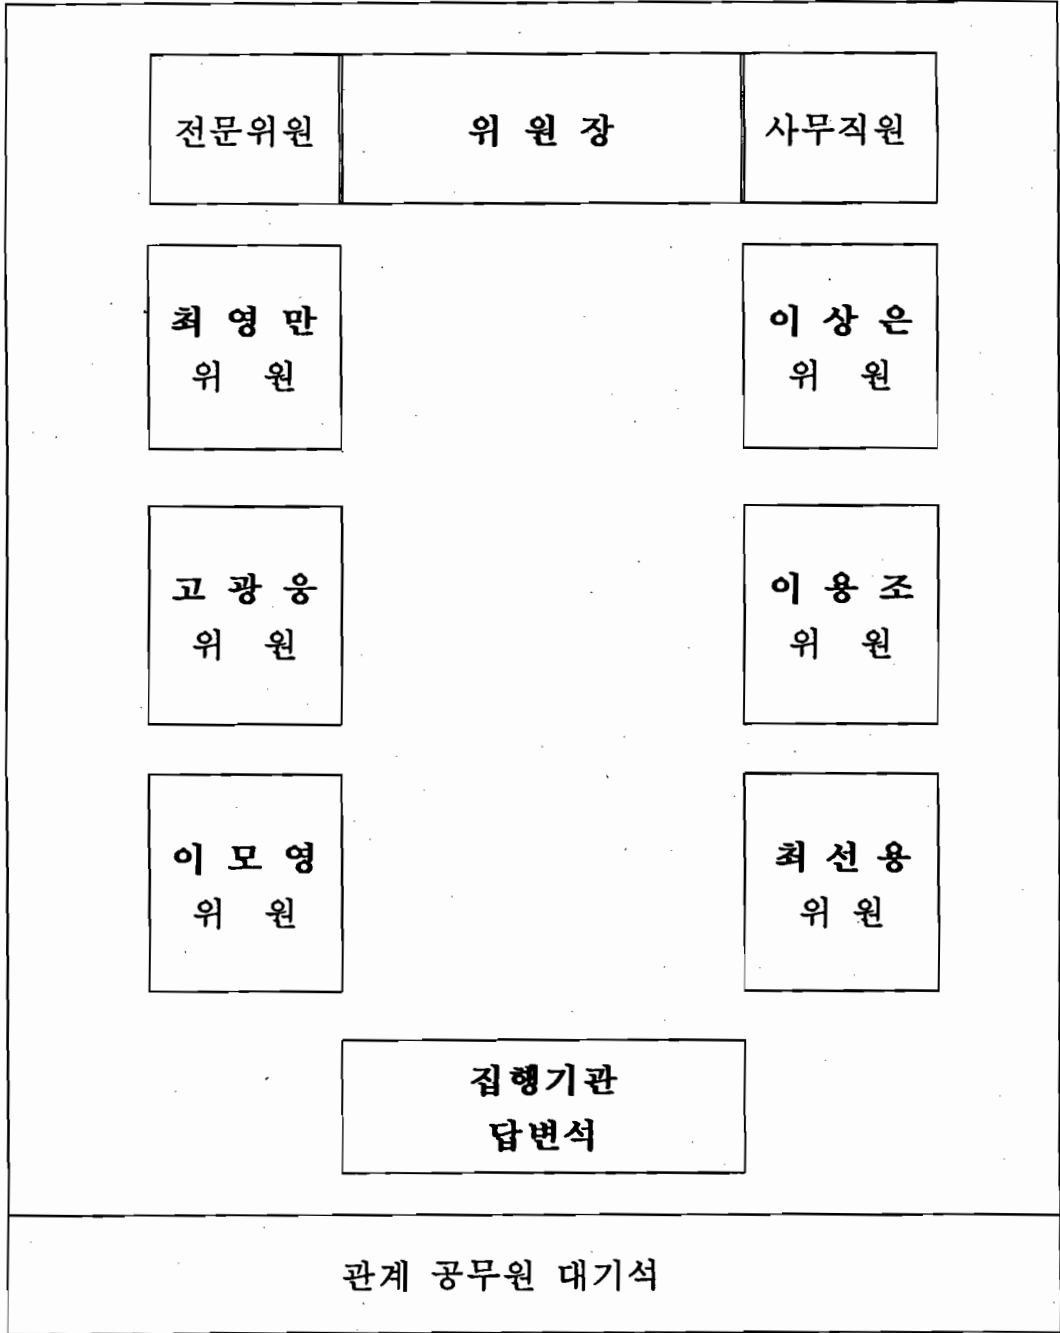 전문위원
위 원 장
사무직원
최 영 만
위 원
이 상 은
위 원
고 광 웅
위 원
이 용 조
위 원
이 모 영
위 원
최 선 용
위 원
집행기관
답변석
관계 공무원 대기석